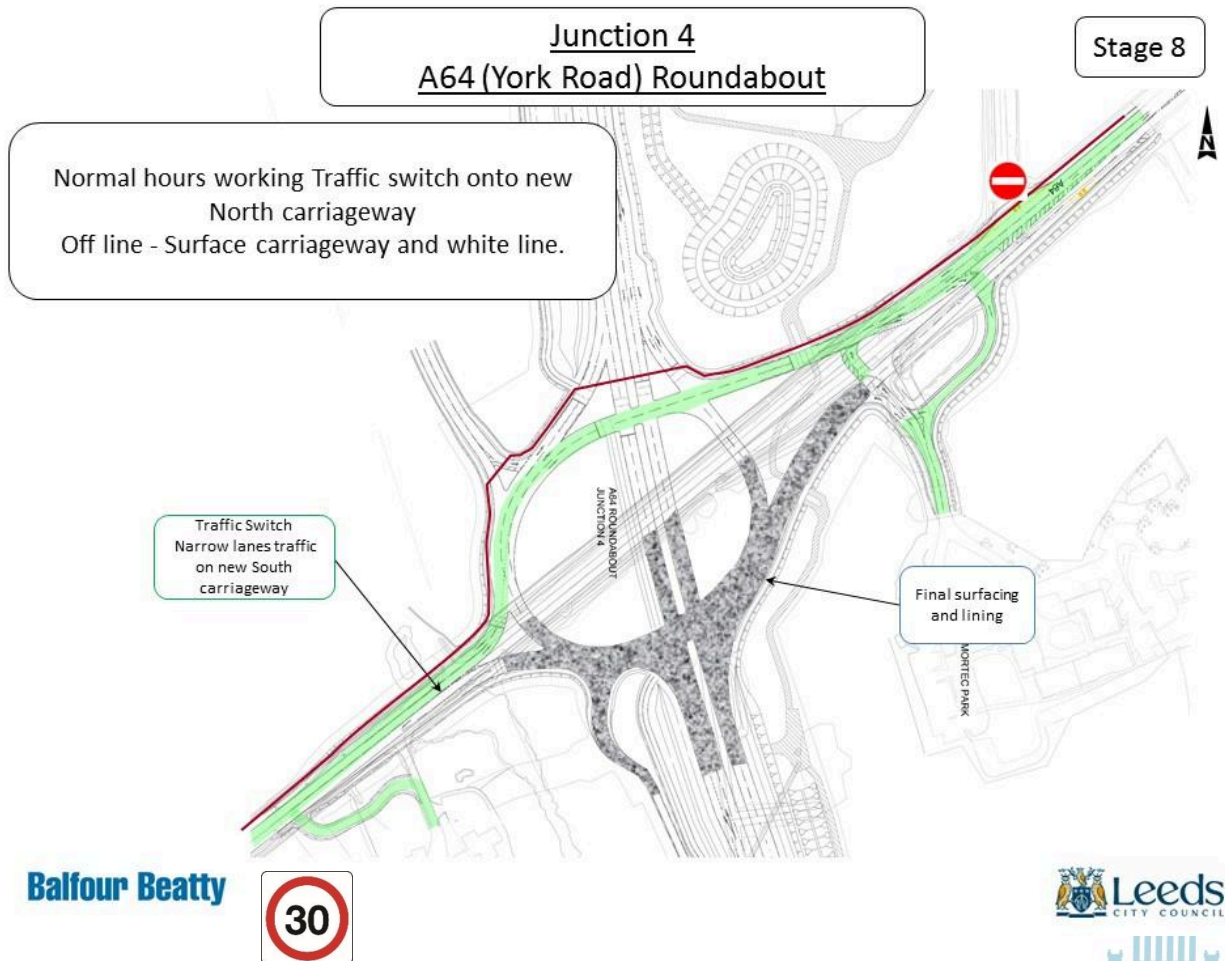 Junction 4
A64 (York Road) Roundabout
Stage 8
N
Normal hours working Traffic switch onto new
North carriageway
Off line - Surface carriageway and white line.
A64
A64 ROUNDABOUT
JUNCTION 4
Traffic Switch
Narrow lanes traffic
on new South
carriageway
Final surfacing
and lining
MORTEC PARK
Balfour Beatty
30
Leeds
CITY COUNCIL